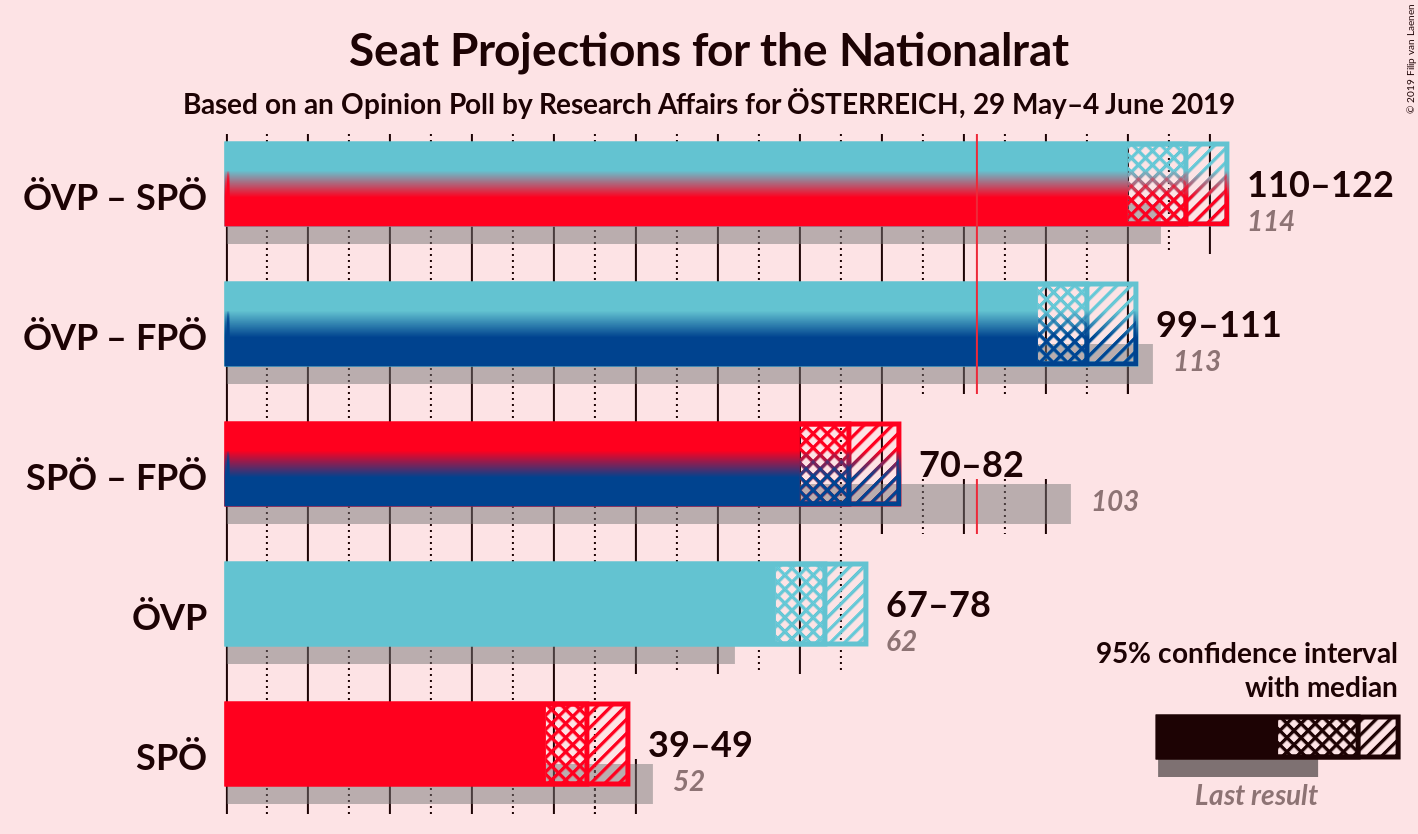 Seat Projections for the Nationalrat
Based on an Opinion Poll by Research Affairs for ÖSTERREICH, 29 May–4 June 2019
© 2019 Filip van Laenen
ÖVP – SPÖ
110–122
114
ÖVP – FPÖ
99–111
113
SPÖ – FPÖ
70–82
103
ÖVP
67–78
62
SPÖ
39–49
52
95% confidence interval
with median
Last result